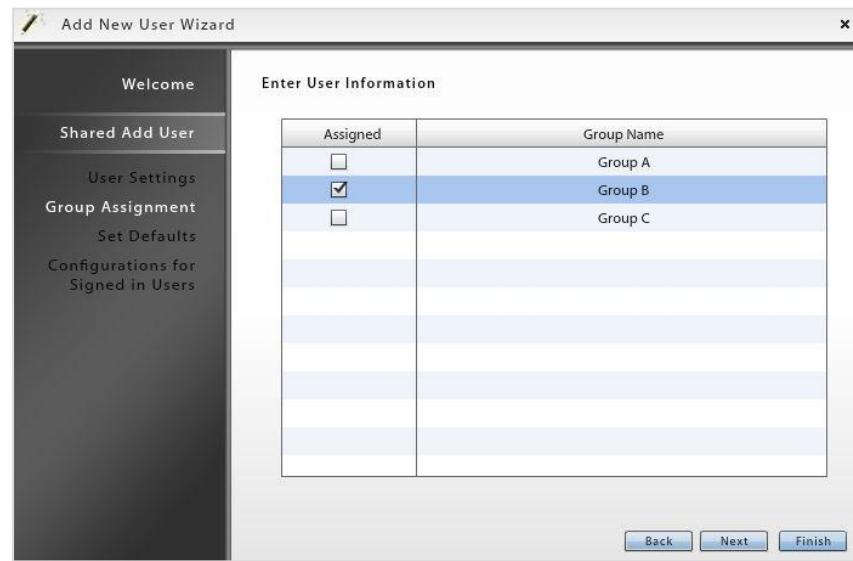 Add New User Wizard
×
Welcome
Shared Add User
User Settings
Group Assignment
Set Defaults
Configurations for
Signed in Users
Enter User Information
Assigned Group Name
Group A
Group B
Group C
Back Next Finish